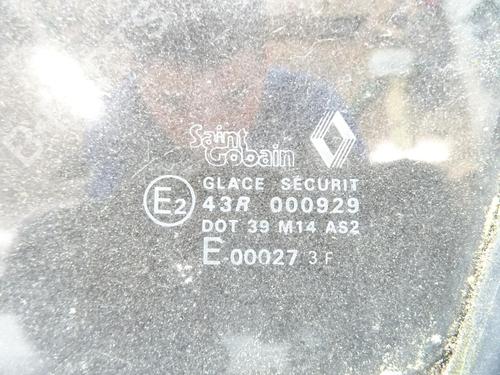 Saint
Gobain
GLACE SECURIT
E2 43R 000929
DOT 39 M14 AS2
E 00027 3 F